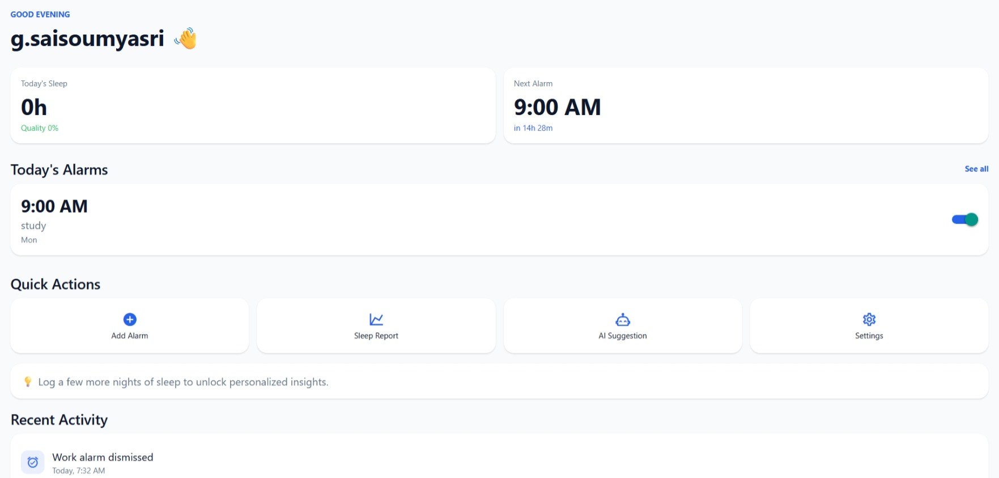 GOOD EVENING
g.saisoumyasri 👋
Today's Sleep
0h
Quality 0%
Next Alarm
9:00 AM
in 14h 28m
Today's Alarms
See all
9:00 AM
study
Mon
Quick Actions
Add Alarm
Sleep Report
AI Suggestion
Settings
💡 Log a few more nights of sleep to unlock personalized insights.
Recent Activity
Work alarm dismissed
Today, 7:32 AM